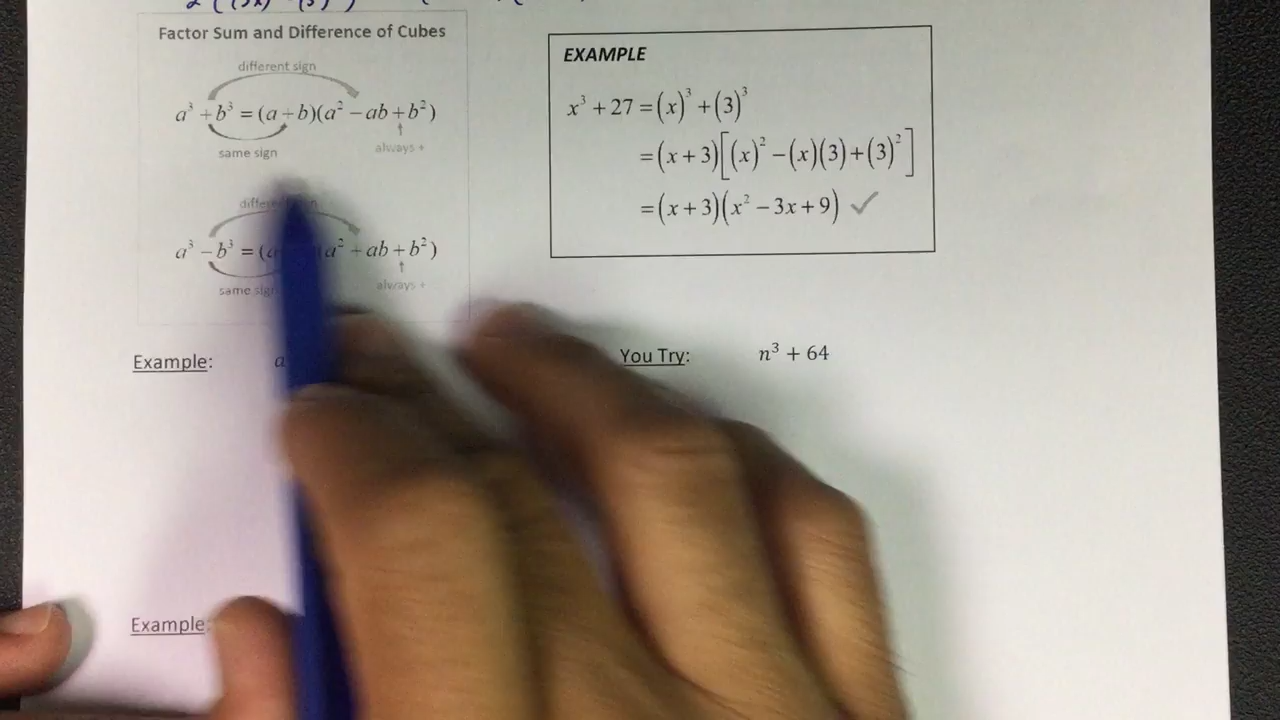 Factor Sum and Difference of Cubes
different sign
a³ + b³ = (a + b)(a² − ab + b²)
same sign
always +
a³ − b³ = (a a² + ab + b²)
same
always +
EXAMPLE
x³ + 27 = (x)³ + (3)³
= (x + 3)[(x)² − (x)(3) + (3)²]
= (x + 3)(x² − 3x + 9) ✓
Example: a
You Try: n³ + 64
Example: